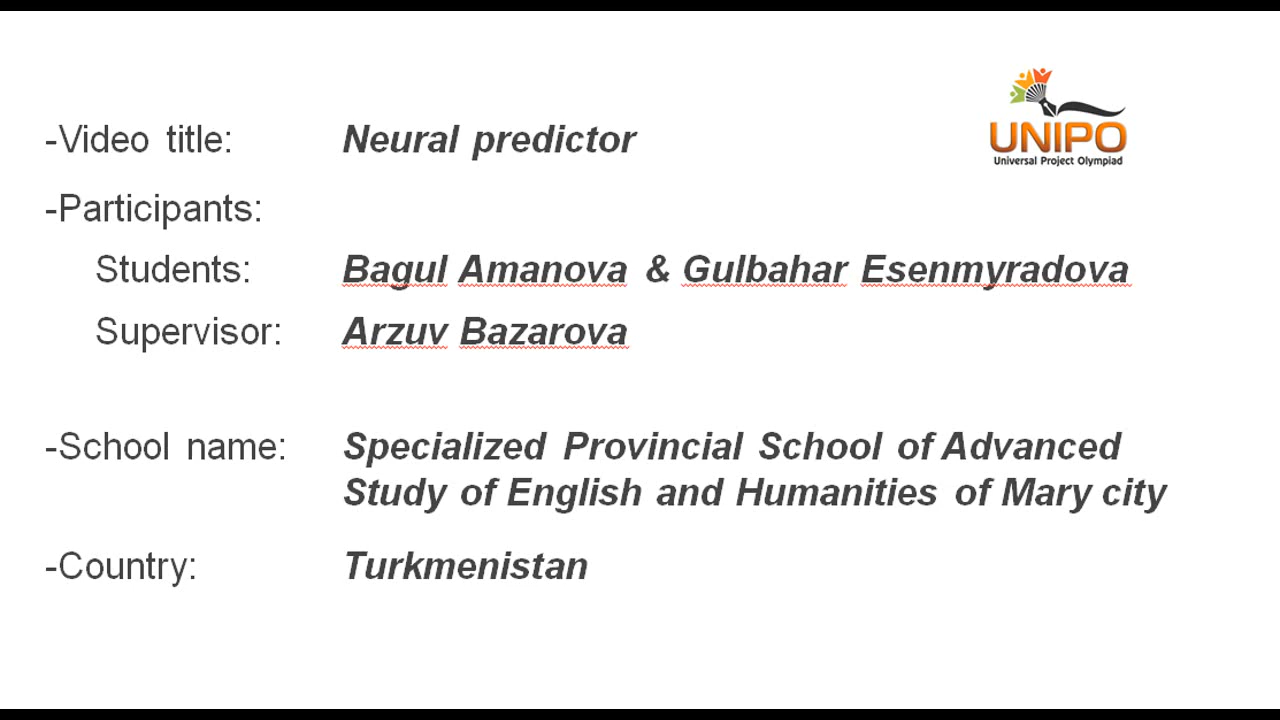 UNIPO
Universal Project Olympiad
-Video title: Neural predictor
-Participants:
Students: Bagul Amanova & Gulbahar Esenmyradova
Supervisor: Arzuv Bazarova
-School name: Specialized Provincial School of Advanced
Study of English and Humanities of Mary city
-Country: Turkmenistan